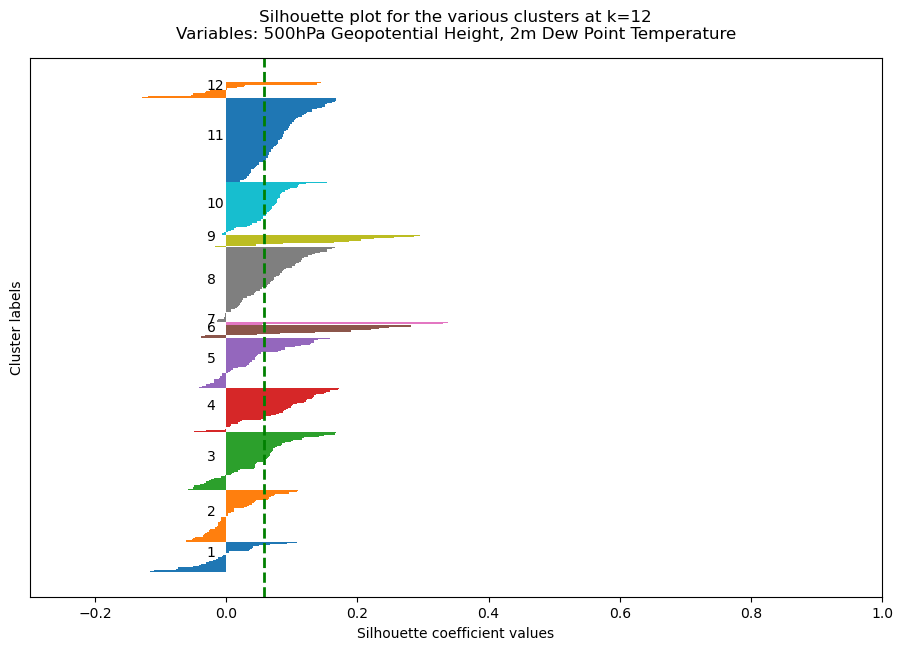 Silhouette plot for the various clusters at k=12
Variables: 500hPa Geopotential Height, 2m Dew Point Temperature
Cluster labels
12
11
10
9
8
7
6
5
4
3
2
1
−0.2 0.0 0.2 0.4 0.6 0.8 1.0
Silhouette coefficient values